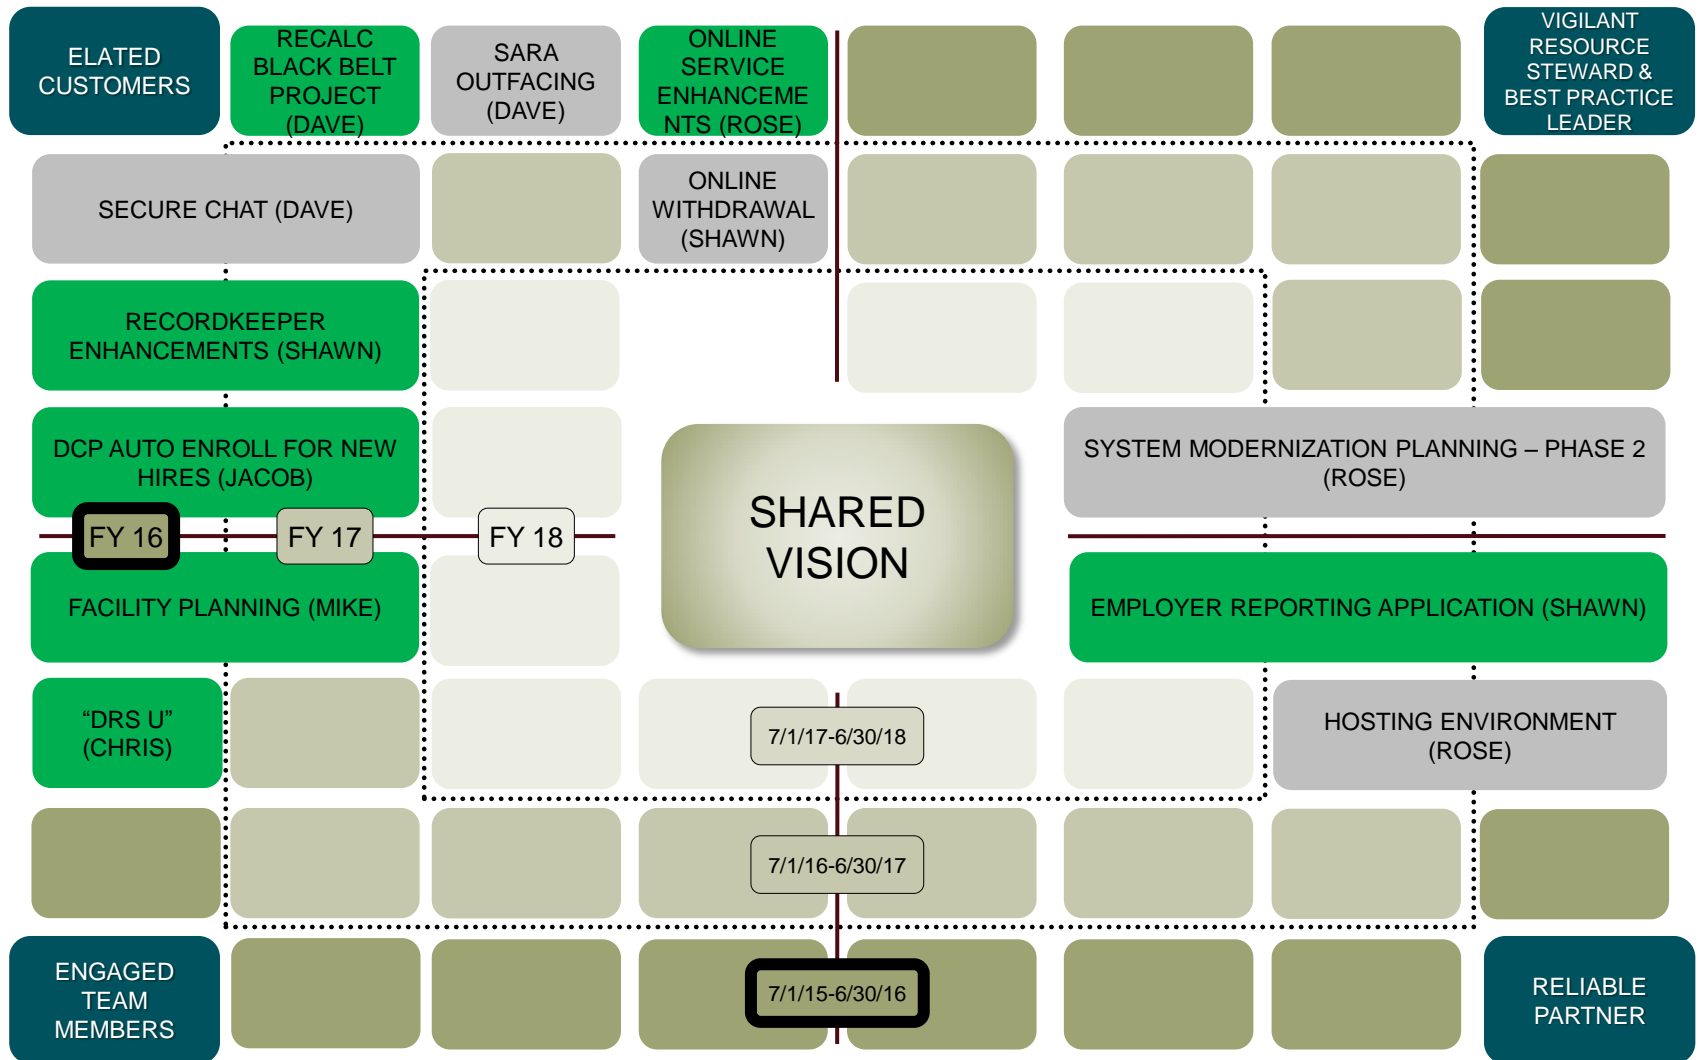 ELATED
CUSTOMERS
RECALC
BLACK BELT
PROJECT
(DAVE)
SARA
OUTFACING
(DAVE)
ONLINE
SERVICE
ENHANCEME
NTS (ROSE)
VIGILANT
RESOURCE
STEWARD &
BEST PRACTICE
LEADER
SECURE CHAT (DAVE)
ONLINE
WITHDRAWAL
(SHAWN)
RECORDKEEPER
ENHANCEMENTS (SHAWN)
DCP AUTO ENROLL FOR NEW
HIRES (JACOB)
SYSTEM MODERNIZATION PLANNING – PHASE 2
(ROSE)
SHARED
VISION
FY 16
FY 17
FY 18
FACILITY PLANNING (MIKE)
EMPLOYER REPORTING APPLICATION (SHAWN)
“DRS U”
(CHRIS)
7/1/17-6/30/18
HOSTING ENVIRONMENT
(ROSE)
7/1/16-6/30/17
ENGAGED
TEAM
MEMBERS
7/1/15-6/30/16
RELIABLE
PARTNER